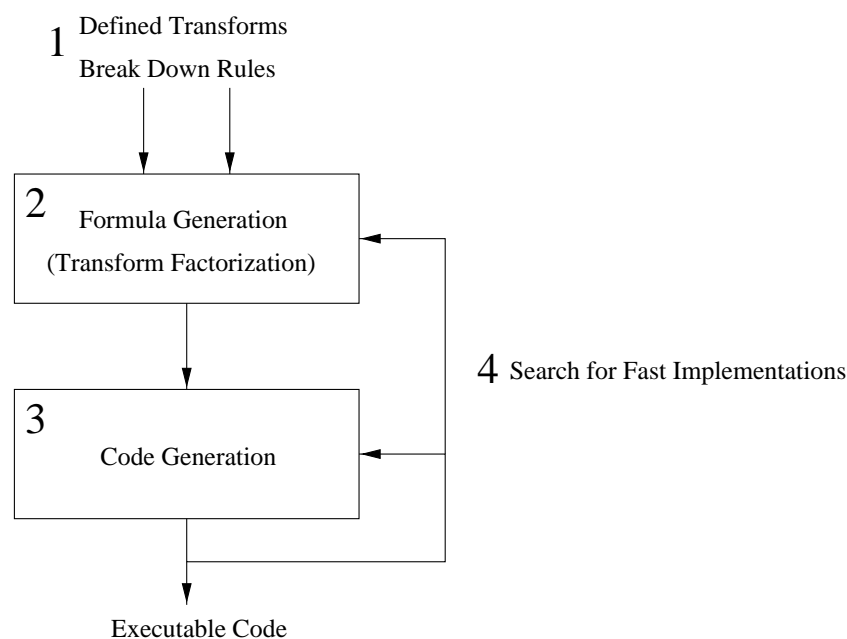 1 Defined Transforms
Break Down Rules
2
Formula Generation
(Transform Factorization)
4 Search for Fast Implementations
3
Code Generation
Executable Code